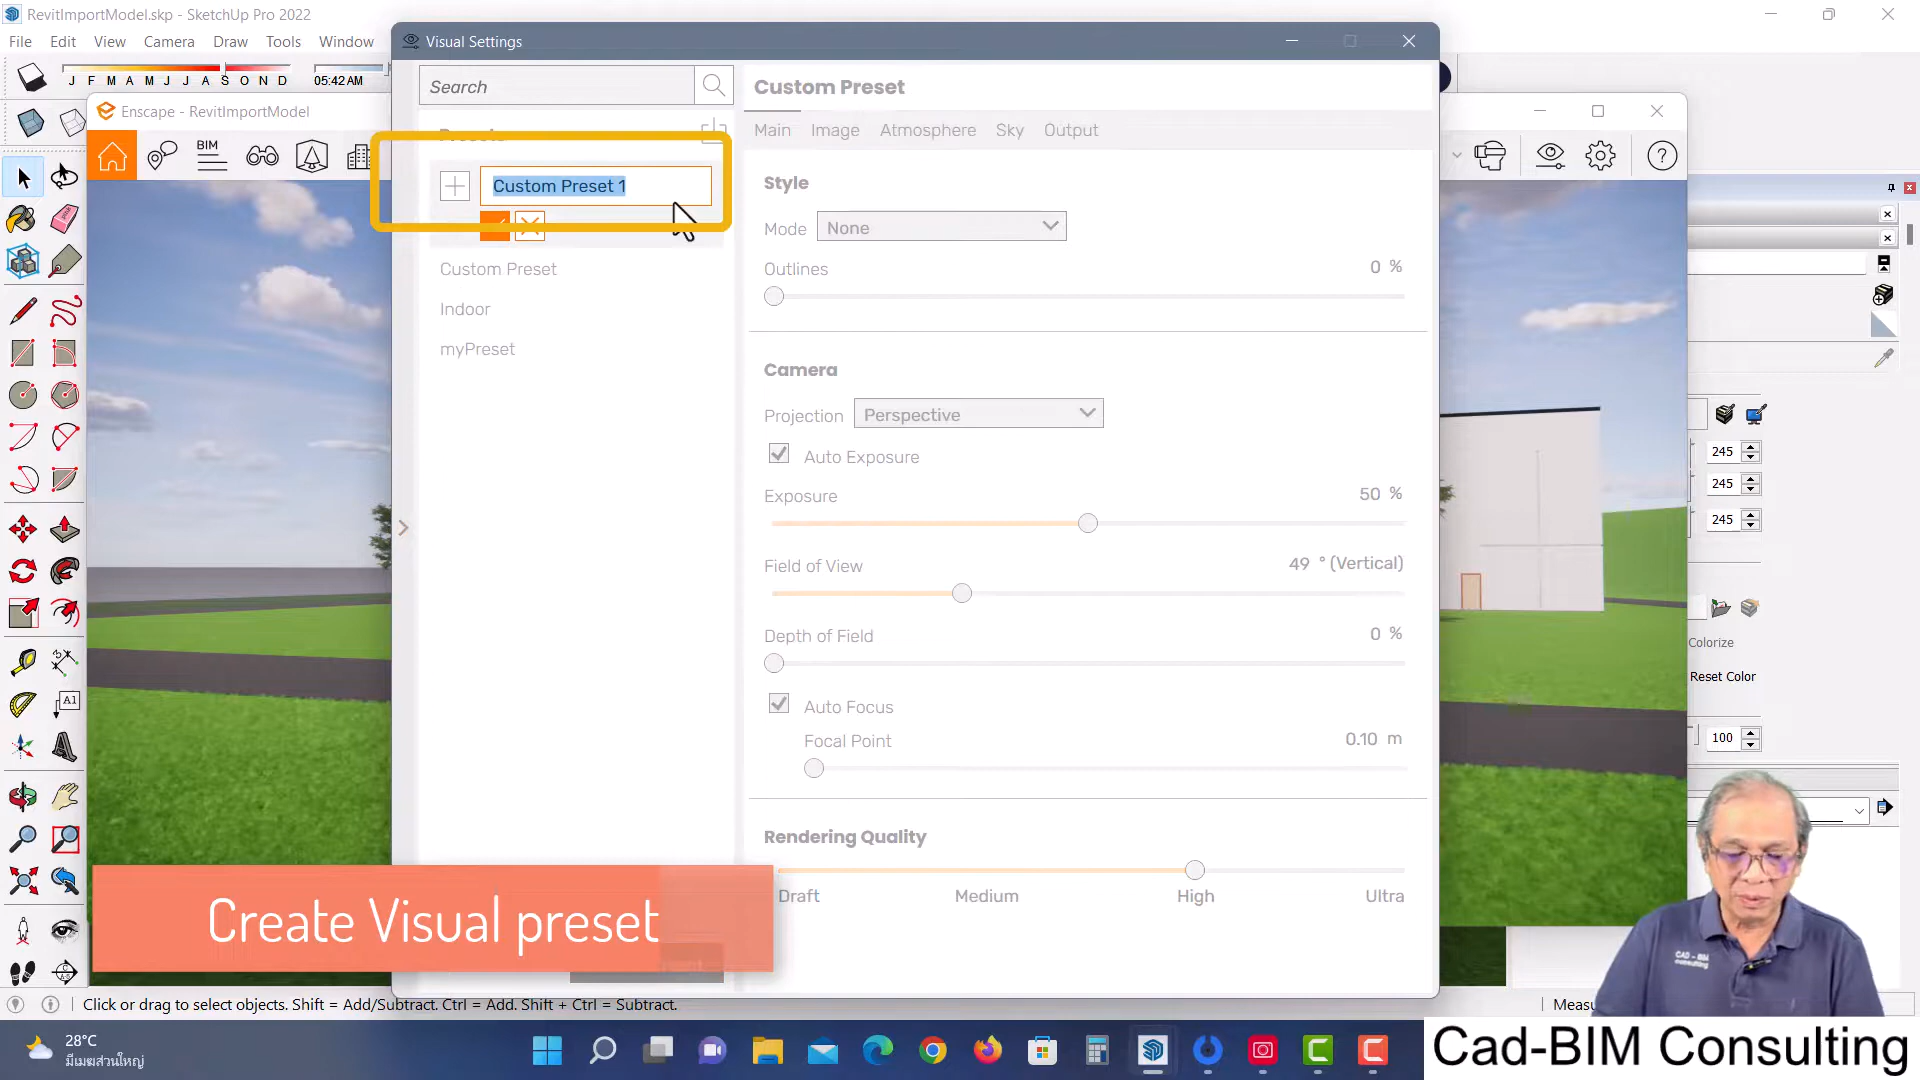 RevitImportModel.skp - SketchUp Pro 2022
File Edit View Camera Draw Tools Window
J F M A M J J A S O N D
05:42 AM
Enscape - RevitImportModel
BIM
Visual Settings
Search
Presets
Custom Preset 1
Custom Preset
Indoor
myPreset
Custom Preset
Main Image Atmosphere Sky Output
Style
Mode None
Outlines 0 %
Camera
Projection Perspective
Auto Exposure
Exposure 50 %
Field of View 49 ° (Vertical)
Depth of Field 0 %
Auto Focus
Focal Point 0.10 m
Rendering Quality
Draft Medium High Ultra
245
245
245
Colorize
Reset Color
100
A1
Create Visual preset
CAD - BIM
consulting
Click or drag to select objects. Shift = Add/Subtract. Ctrl = Add. Shift + Ctrl = Subtract.
28°C
มีเมฆส่วนใหญ่
Cad-BIM Consulting